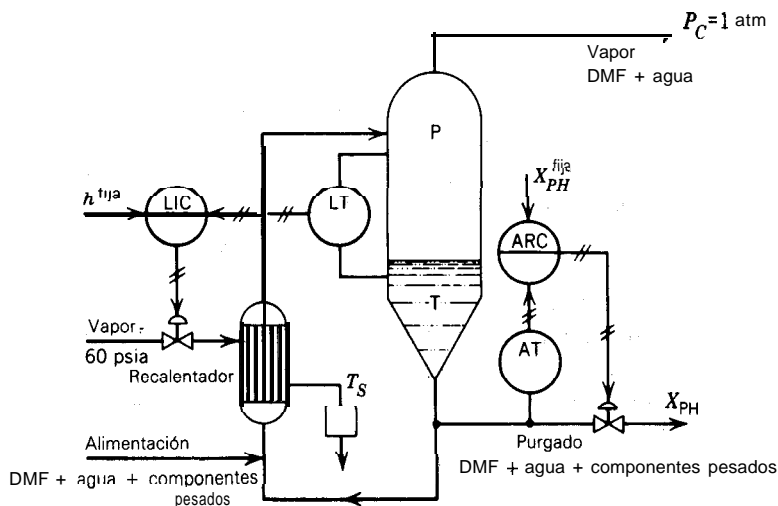 P_C = 1 atm
Vapor
DMF + agua
P
X_PH^fija
h^fija
LIC
LT
ARC
T
AT
Vapor
60 psia
Recalentador
T_S
X_PH
Alimentación
DMF + agua + componentes
pesados
Purgado
DMF + agua + componentes pesados